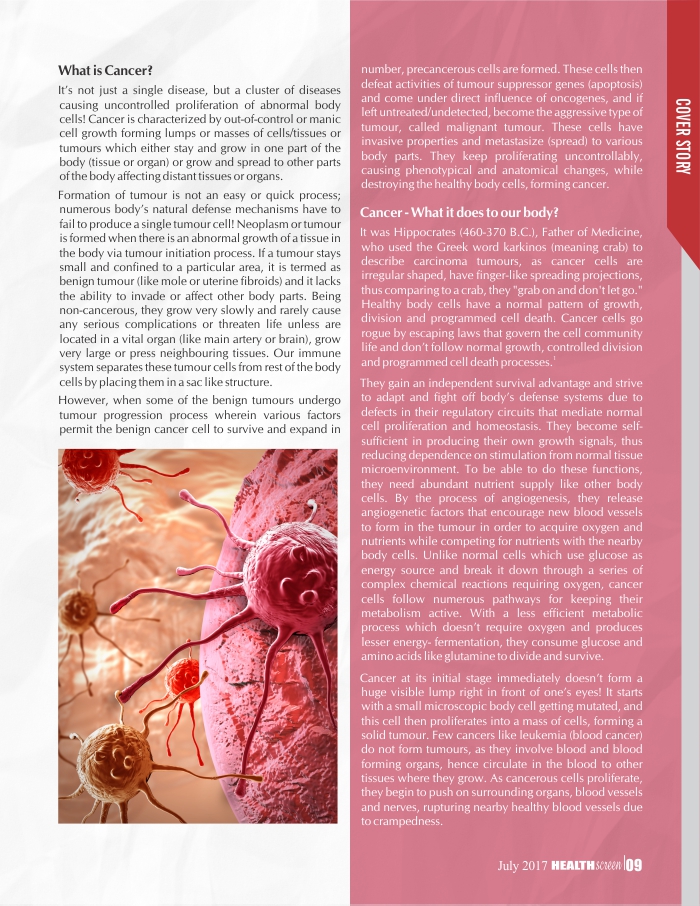 What is Cancer?
It's not just a single disease, but a cluster of diseases
causing uncontrolled proliferation of abnormal body
cells! Cancer is characterized by out-of-control or manic
cell growth forming lumps or masses of cells/tissues or
tumours which either stay and grow in one part of the
body (tissue or organ) or grow and spread to other parts
of the body affecting distant tissues or organs.
Formation of tumour is not an easy or quick process;
numerous body's natural defense mechanisms have to
fail to produce a single tumour cell! Neoplasm or tumour
is formed when there is an abnormal growth of a tissue in
the body via tumour initiation process. If a tumour stays
small and confined to a particular area, it is termed as
benign tumour (like mole or uterine fibroids) and it lacks
the ability to invade or affect other body parts. Being
non-cancerous, they grow very slowly and rarely cause
any serious complications or threaten life unless are
located in a vital organ (like main artery or brain), grow
very large or press neighbouring tissues. Our immune
system separates these tumour cells from rest of the body
cells by placing them in a sac like structure.
However, when some of the benign tumours undergo
tumour progression process wherein various factors
permit the benign cancer cell to survive and expand in
number, precancerous cells are formed. These cells then
defeat activities of tumour suppressor genes (apoptosis)
and come under direct influence of oncogenes, and if
left untreated/undetected, become the aggressive type of
tumour, called malignant tumour. These cells have
invasive properties and metastasize (spread) to various
body parts. They keep proliferating uncontrollably,
causing phenotypical and anatomical changes, while
destroying the healthy body cells, forming cancer.
Cancer - What it does to our body?
It was Hippocrates (460-370 B.C.), Father of Medicine,
who used the Greek word karkinos (meaning crab) to
describe carcinoma tumours, as cancer cells are
irregular shaped, have finger-like spreading projections,
thus comparing to a crab, they "grab on and don't let go."
Healthy body cells have a normal pattern of growth,
division and programmed cell death. Cancer cells go
rogue by escaping laws that govern the cell community
life and don't follow normal growth, controlled division
and programmed cell death processes.¹
They gain an independent survival advantage and strive
to adapt and fight off body's defense systems due to
defects in their regulatory circuits that mediate normal
cell proliferation and homeostasis. They become self-
sufficient in producing their own growth signals, thus
reducing dependence on stimulation from normal tissue
microenvironment. To be able to do these functions,
they need abundant nutrient supply like other body
cells. By the process of angiogenesis, they release
angiogenetic factors that encourage new blood vessels
to form in the tumour in order to acquire oxygen and
nutrients while competing for nutrients with the nearby
body cells. Unlike normal cells which use glucose as
energy source and break it down through a series of
complex chemical reactions requiring oxygen, cancer
cells follow numerous pathways for keeping their
metabolism active. With a less efficient metabolic
process which doesn't require oxygen and produces
lesser energy- fermentation, they consume glucose and
amino acids like glutamine to divide and survive.
Cancer at its initial stage immediately doesn't form a
huge visible lump right in front of one's eyes! It starts
with a small microscopic body cell getting mutated, and
this cell then proliferates into a mass of cells, forming a
solid tumour. Few cancers like leukemia (blood cancer)
do not form tumours, as they involve blood and blood
forming organs, hence circulate in the blood to other
tissues where they grow. As cancerous cells proliferate,
they begin to push on surrounding organs, blood vessels
and nerves, rupturing nearby healthy blood vessels due
to crampedness.
COVER STORY
July 2017 HEALTHscreen 09